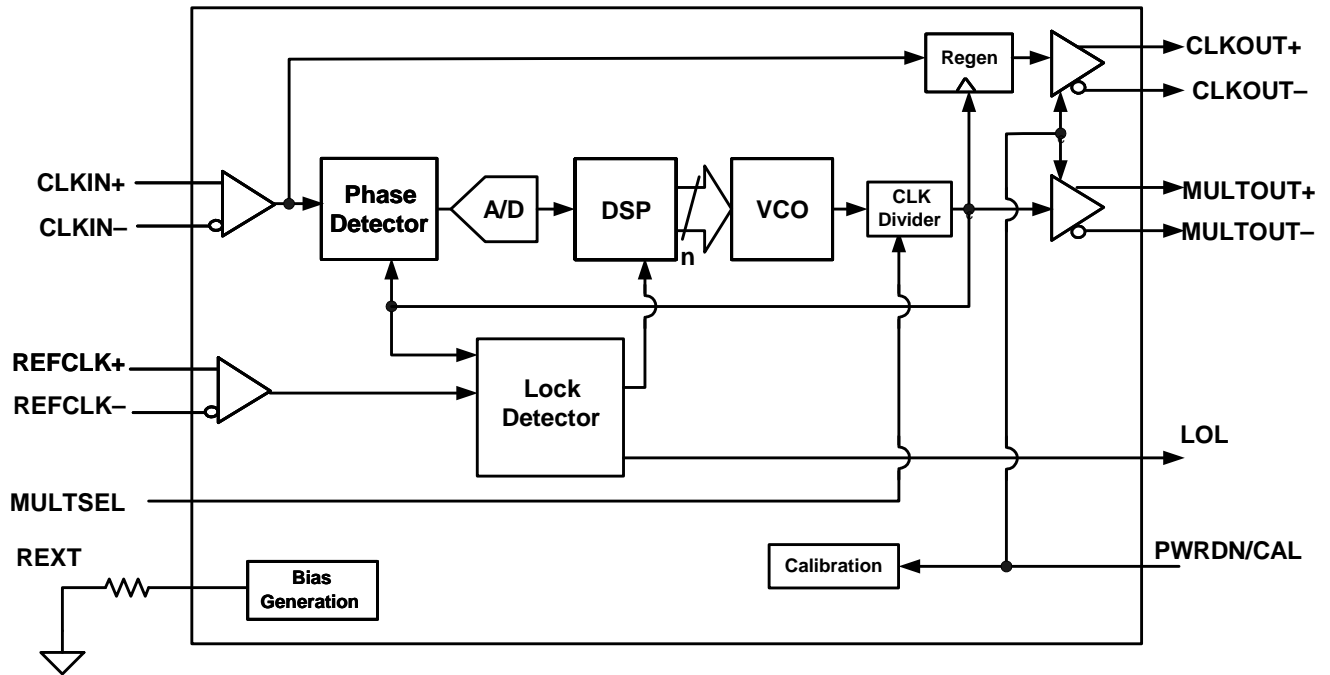 CLKOUT+
Regen
CLKOUT–
CLKIN+
CLKIN–
Phase
Detector
A/D
DSP
n
VCO
CLK
Divider
MULTOUT+
MULTOUT–
REFCLK+
REFCLK–
Lock
Detector
LOL
MULTSEL
REXT
Bias
Generation
Calibration
PWRDN/CAL